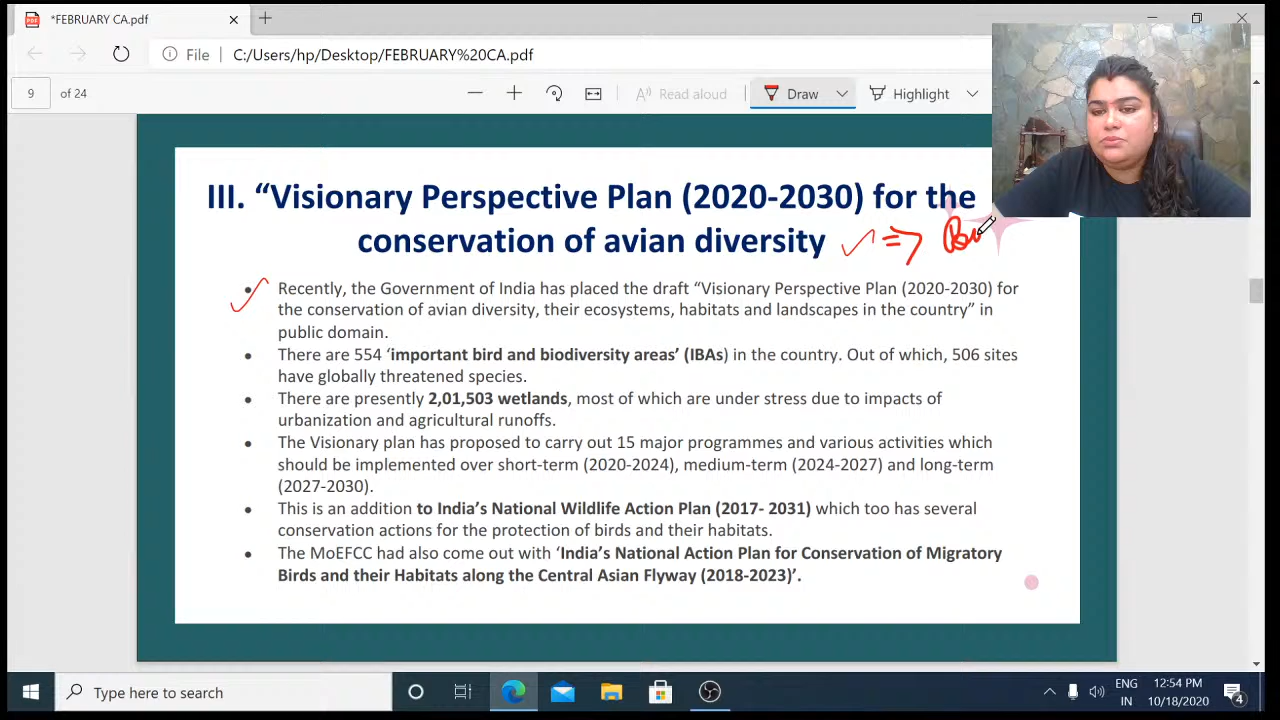 *FEBRUARY CA.pdf
File C:/Users/hp/Desktop/FEBRUARY%20CA.pdf
9 of 24 Read aloud Draw Highlight
III. “Visionary Perspective Plan (2020-2030) for the
conservation of avian diversity
• Recently, the Government of India has placed the draft “Visionary Perspective Plan (2020-2030) for
the conservation of avian diversity, their ecosystems, habitats and landscapes in the country” in
public domain.
• There are 554 ‘important bird and biodiversity areas’ (IBAs) in the country. Out of which, 506 sites
have globally threatened species.
• There are presently 2,01,503 wetlands, most of which are under stress due to impacts of
urbanization and agricultural runoffs.
• The Visionary plan has proposed to carry out 15 major programmes and various activities which
should be implemented over short-term (2020-2024), medium-term (2024-2027) and long-term
(2027-2030).
• This is an addition to India’s National Wildlife Action Plan (2017- 2031) which too has several
conservation actions for the protection of birds and their habitats.
• The MoEFCC had also come out with ‘India’s National Action Plan for Conservation of Migratory
Birds and their Habitats along the Central Asian Flyway (2018-2023)’.
Type here to search
ENG 12:54 PM
IN 10/18/2020 4